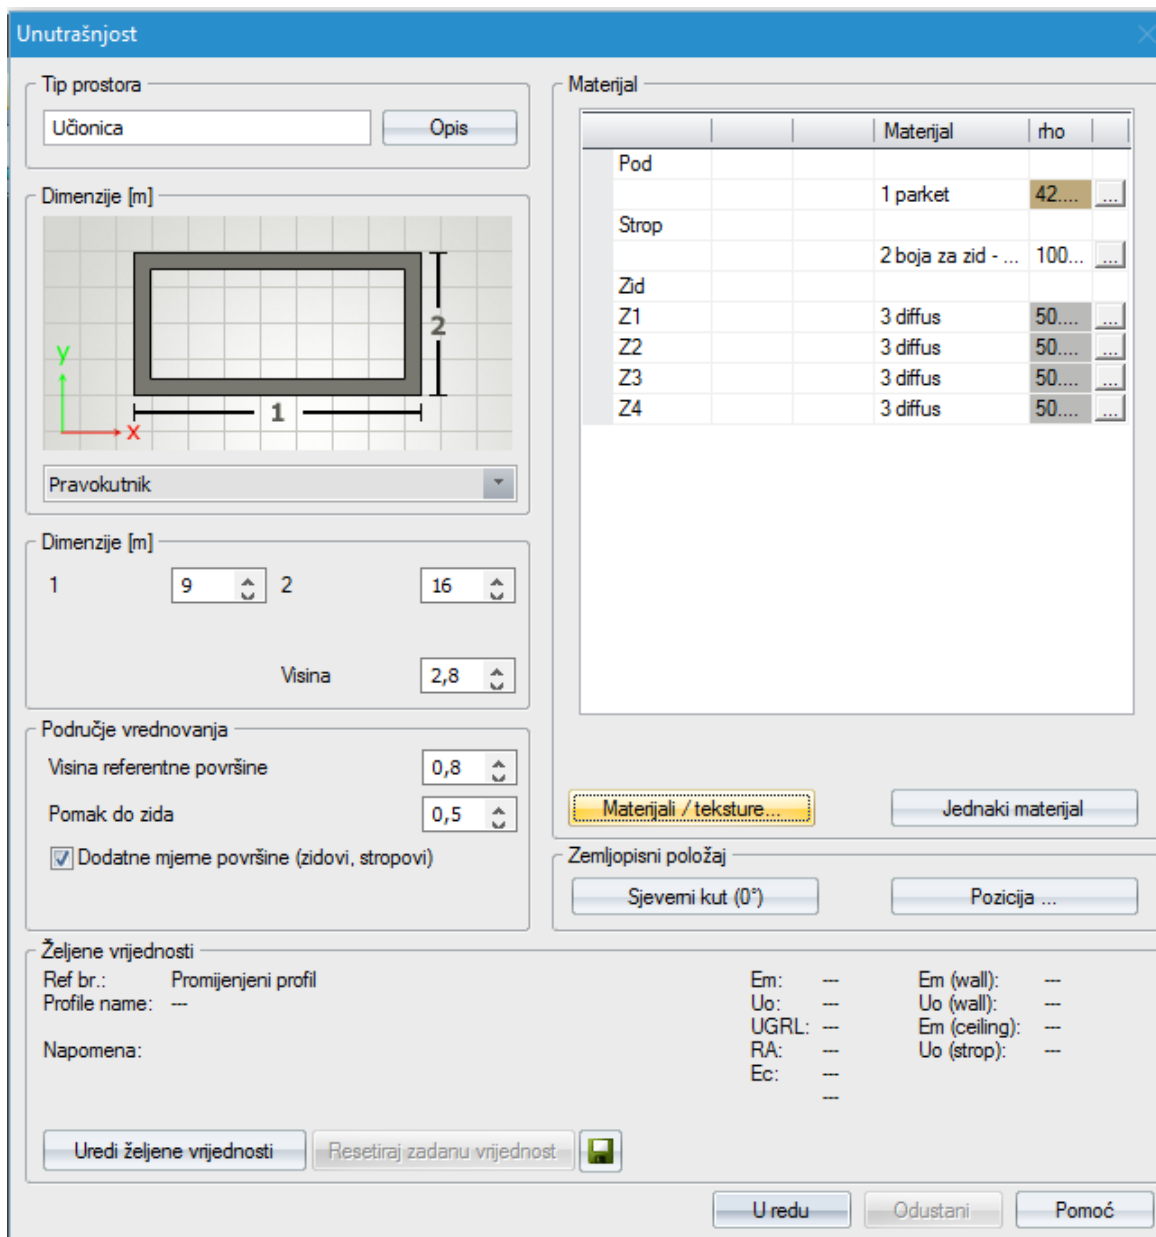 Unutrašnjost
Tip prostora
Učionica
Opis
Dimenzije [m]
2
y
1
x
Pravokutnik
Dimenzije [m]
1 9 2 16
Visina 2,8
Područje vrednovanja
Visina referentne površine 0,8
Pomak do zida 0,5
Dodatne mjerne površine (zidovi, stropovi)
Materijal
Materijal rho
Pod
1 parket 42.... ...
Strop
2 boja za zid - ... 100... ...
Zid
Z1 3 diffus 50.... ...
Z2 3 diffus 50.... ...
Z3 3 diffus 50.... ...
Z4 3 diffus 50.... ...
Materijali / teksture... Jednaki materijal
Zemljopisni položaj
Sjeverni kut (0°) Pozicija ...
Željene vrijednosti
Ref br.: Promijenjeni profil
Profile name: ---
Napomena:
Em: ---
Uo: ---
UGRL: ---
RA: ---
Ec: ---
---
Em (wall): ---
Uo (wall): ---
Em (ceiling): ---
Uo (strop): ---
Uredi željene vrijednosti Resetiraj zadanu vrijednost
U redu Odustani Pomoć